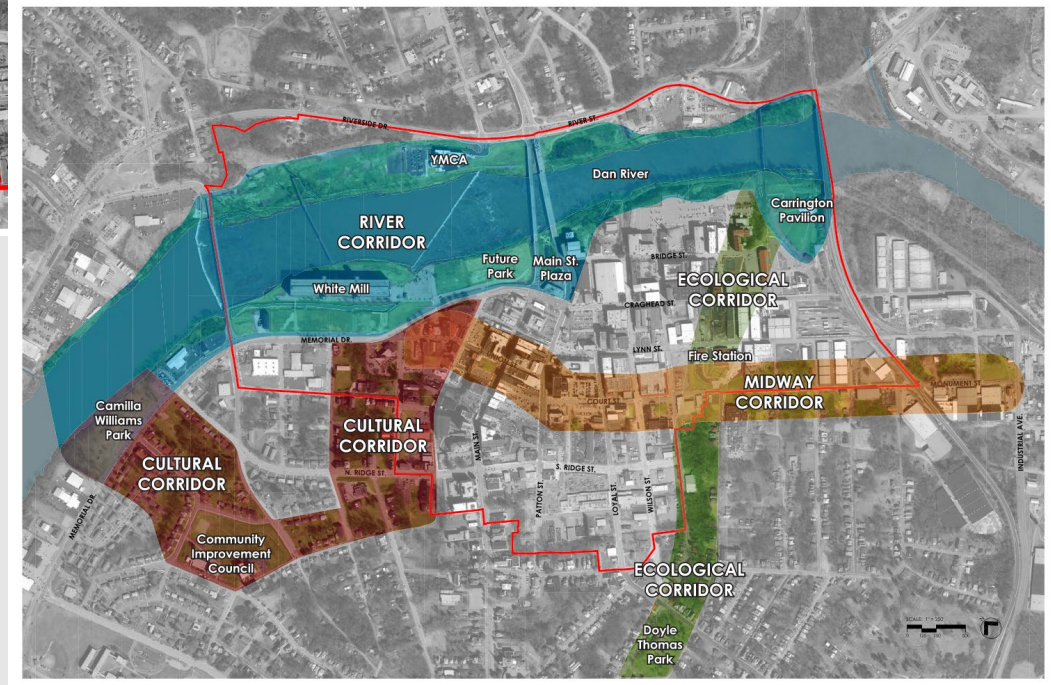 RIVERSIDE DR.
RIVER ST.
YMCA
Dan River
Carrington
Pavilion
RIVER
CORRIDOR
BRIDGE ST.
Future
Park
Main St.
Plaza
ECOLOGICAL
CORRIDOR
White Mill
CRAGHEAD ST.
MEMORIAL DR.
LYNN ST.
Fire Station
MIDWAY
CORRIDOR
MONUMENT ST.
COURT ST.
Camilla
Williams
Park
CULTURAL
CORRIDOR
MAIN ST.
INDUSTRIAL AVE.
CULTURAL
CORRIDOR
N. RIDGE ST.
S. RIDGE ST.
PATTON ST.
LOYAL ST.
WILSON ST.
MEMORIAL DR.
Community
Improvement
Council
ECOLOGICAL
CORRIDOR
Doyle
Thomas
Park